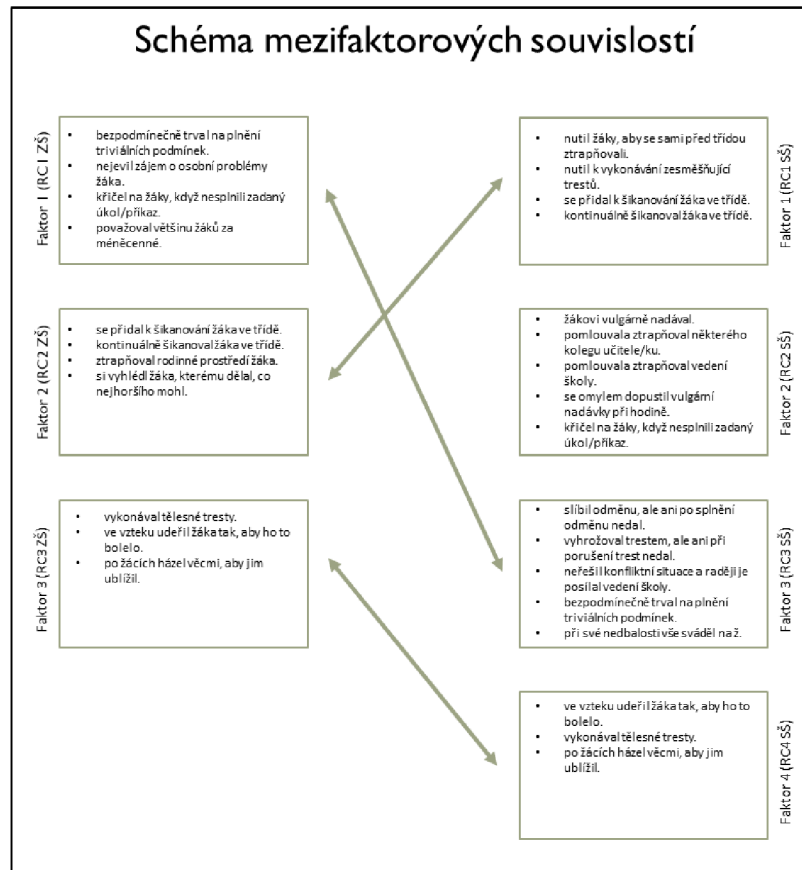 Schéma mezifaktorových souvislostí
Faktor 1 (RC 1 ZŠ)
• bezpodmínečně trval na plnění
triviálních podmínek.
• nejevil zájem o osobní problémy
žáka.
• křičel na žáky, když nesplnili zadaný
úkol/příkaz.
• považoval většinu žáků za
méněcenné.
Faktor 2 (RC2 ZŠ)
• se přidal k šikanování žáka ve třídě.
• kontinuálně šikanoval žáka ve třídě.
• ztrapňoval rodinné prostředí žáka.
• si vyhlédl žáka, kterému dělal, co
nejhoršího mohl.
Faktor 3 (RC3 ZŠ)
• vykonával tělesné tresty.
• ve vzteku udeřil žáka tak, aby ho to
bolelo.
• po žácích házel věcmi, aby jim
ublížil.
• nutil žáky, aby se sami před třídou
ztrapňovali.
• nutil k vykonávání zesměšňující
trestů.
• se přidal k šikanování žáka ve třídě.
• kontinuálně šikanoval žáka ve třídě.
Faktor 1 (RC1 SŠ)
• žákovi vulgárně nadával.
• pomlouval a ztrapňoval některého
kolegu učitele/ku.
• pomlouval a ztrapňoval vedení
školy.
• se omylem dopustil vulgární
nadávky při hodině.
• křičel na žáky, když nesplnili zadaný
úkol/příkaz.
Faktor 2 (RC2 SŠ)
• slíbil odměnu, ale ani po splnění
odměnu nedal.
• vyhrožoval trestem, ale ani při
porušení trest nedal.
• neřešil konfliktní situace a raději je
posílal vedení školy.
• bezpodmínečně trval na plnění
triviálních podmínek.
• při své nedbalosti vše sváděl na ž.
Faktor 3 (RC3 SŠ)
• ve vzteku udeřil žáka tak, aby ho to
bolelo.
• vykonával tělesné tresty.
• po žácích házel věcmi, aby jim
ublížil.
Faktor 4 (RC4 SŠ)